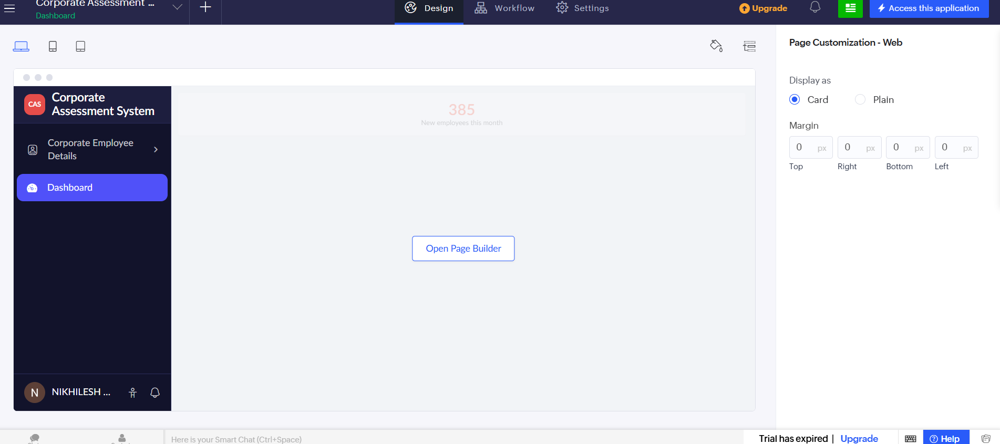 Corporate Assessment ...
Dashboard
Design
Workflow
Settings
Upgrade
Access this application
Page Customization - Web
Display as
Card
Plain
Margin
0 px
0 px
0 px
0 px
Top
Right
Bottom
Left
CAS
Corporate
Assessment System
Corporate Employee
Details
Dashboard
385
New employees this month
Open Page Builder
N
NIKHILESH ...
Here is your Smart Chat (Ctrl+Space)
Trial has expired |
Upgrade
Help